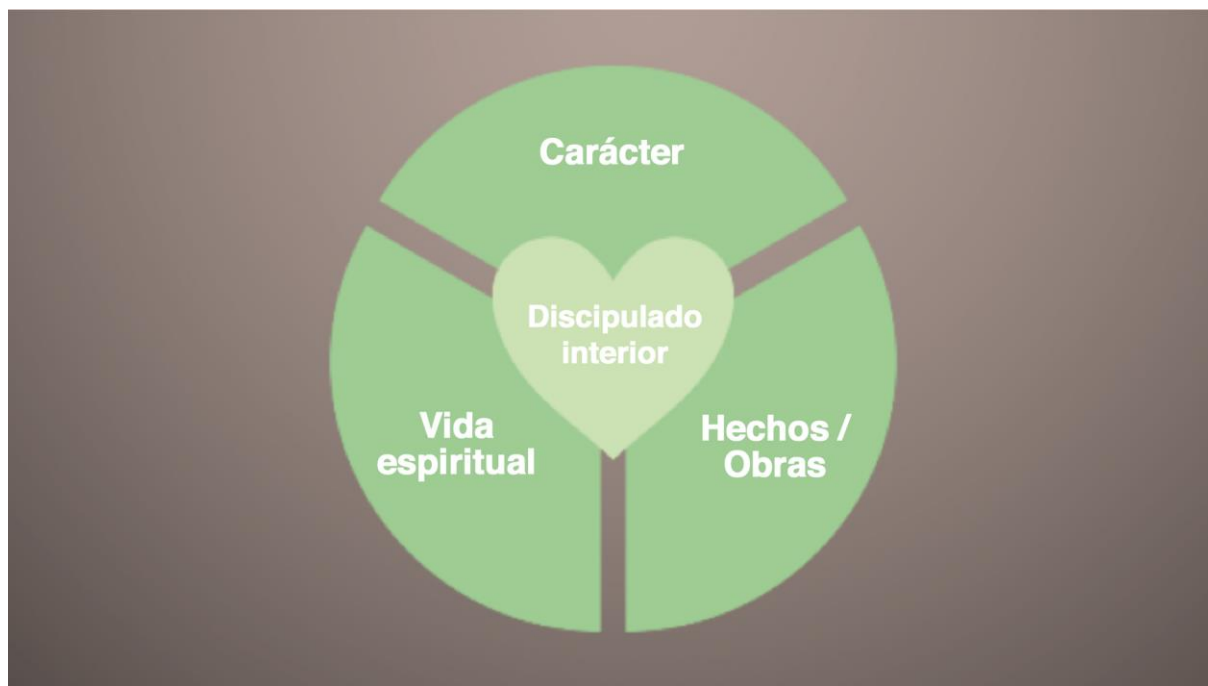 Carácter
Discipulado
interior
Vida
espiritual
Hechos /
Obras